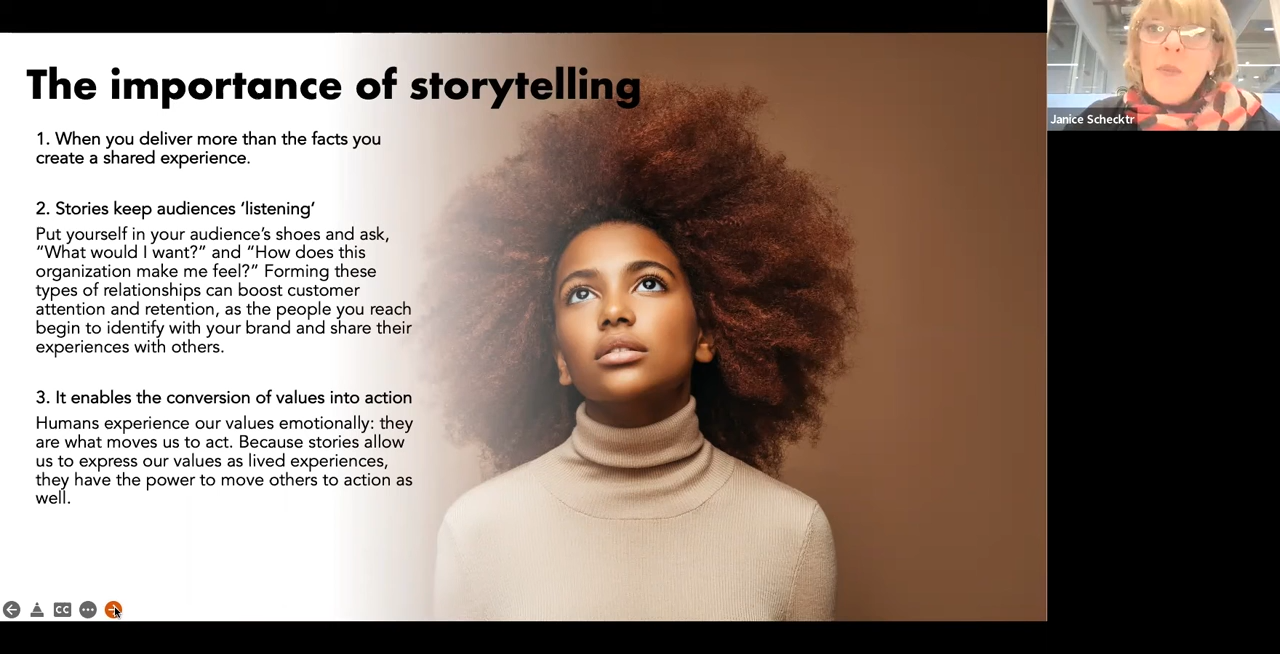 The importance of storytelling
1. When you deliver more than the facts you
create a shared experience.
2. Stories keep audiences ‘listening’
Put yourself in your audience’s shoes and ask,
“What would I want?” and “How does this
organization make me feel?” Forming these
types of relationships can boost customer
attention and retention, as the people you reach
begin to identify with your brand and share their
experiences with others.
3. It enables the conversion of values into action
Humans experience our values emotionally: they
are what moves us to act. Because stories allow
us to express our values as lived experiences,
they have the power to move others to action as
well.
CC
Janice Schecktr